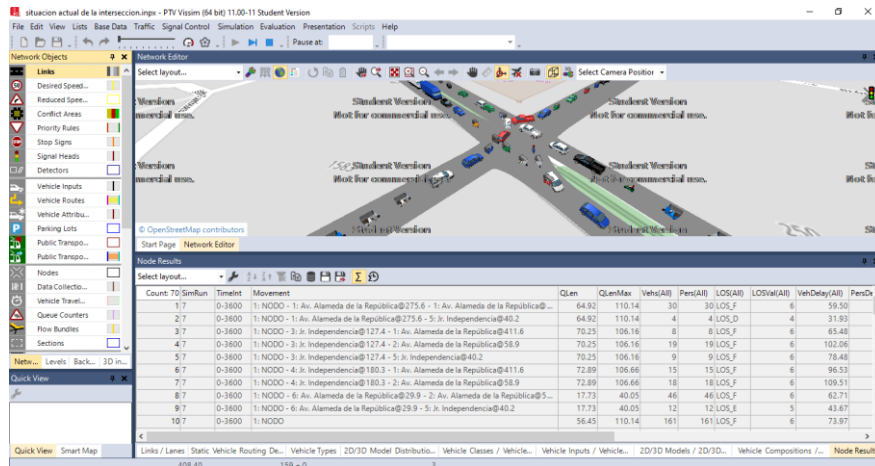 situacion actual de la interseccion.inpx - PTV Vissim (64 bit) 11.00-11 Student Version
File Edit View Lists Base Data Traffic Signal Control Simulation Evaluation Presentation Scripts Help
Pause at:
Network Objects
Network Editor
Links
Select layout...
Select Camera Position
Desired Speed...
Reduced Spee...
Conflict Areas
Priority Rules
Stop Signs
Signal Heads
Detectors
Vehicle Inputs
Vehicle Routes
Vehicle Attribu...
Parking Lots
Public Transpo...
Public Transpo...
Nodes
Data Collectio...
Vehicle Travel...
Queue Counters
Flow Bundles
Sections
Netw... Levels Back... 3D in...
Quick View
Quick View Smart Map
Student Version
Not for commercial use.
Student Version
Not for commercial use.
Student Version
Not for commercial use.
Student Version
Not for commercial use.
250
© OpenStreetMap contributors
Start Page Network Editor
Node Results
Select layout...
Count: 70 SimRun TimeInt Movement QLen QLenMax Vehs(All) Pers(All) LOS(All) LOSVal(All) VehDelay(All) PersDe
1 7 0-3600 1: NODO - 1: Av. Alameda de la República@275.6 - 1: Av. Alameda de la República@... 64.92 110.14 30 30 LOS_F 6 59.50
2 7 0-3600 1: NODO - 1: Av. Alameda de la República@275.6 - 5: Jr. Independencia@40.2 64.92 110.14 4 4 LOS_D 4 31.93
3 7 0-3600 1: NODO - 3: Jr. Independencia@127.4 - 1: Av. Alameda de la República@411.6 70.25 106.16 8 8 LOS_F 6 65.48
4 7 0-3600 1: NODO - 3: Jr. Independencia@127.4 - 2: Av. Alameda de la República@58.9 70.25 106.16 19 19 LOS_F 6 102.06
5 7 0-3600 1: NODO - 3: Jr. Independencia@127.4 - 5: Jr. Independencia@40.2 70.25 106.16 9 9 LOS_F 6 78.48
6 7 0-3600 1: NODO - 4: Jr. Independencia@180.3 - 1: Av. Alameda de la República@411.6 72.89 106.66 15 15 LOS_F 6 96.53
7 7 0-3600 1: NODO - 4: Jr. Independencia@180.3 - 2: Av. Alameda de la República@58.9 72.89 106.66 18 18 LOS_F 6 109.51
8 7 0-3600 1: NODO - 6: Av. Alameda de la República@29.9 - 2: Av. Alameda de la República@5... 17.73 40.05 46 46 LOS_F 6 62.71
9 7 0-3600 1: NODO - 6: Av. Alameda de la República@29.9 - 5: Jr. Independencia@40.2 17.73 40.05 12 12 LOS_E 5 43.67
10 7 0-3600 1: NODO 56.45 110.14 161 161 LOS_F 6 73.97
Links / Lanes Static Vehicle Routing De... Vehicle Types 2D/3D Model Distributio... Vehicle Classes / Vehicle... Vehicle Inputs / Vehicle... 2D/3D Models / 2D/3D... Vehicle Compositions /... Node Result